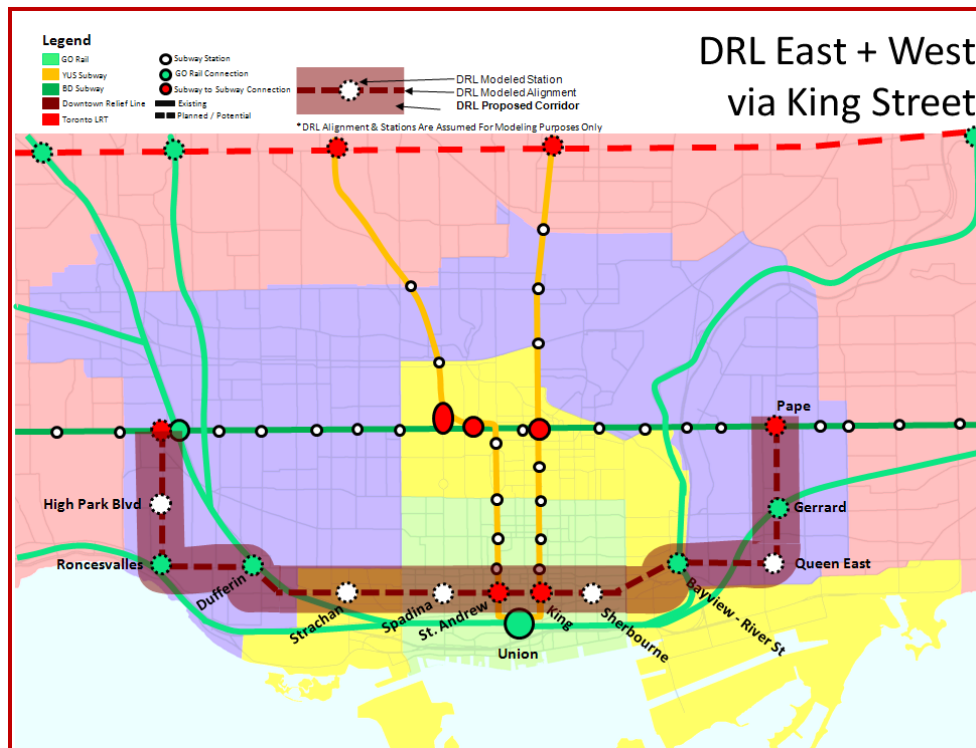 DRL East + West
via King Street
Legend
GO Rail
YUS Subway
BD Subway
Downtown Relief Line
Toronto LRT
Subway Station
GO Rail Connection
Subway to Subway Connection
Existing
Planned / Potential
DRL Modeled Station
DRL Modeled Alignment
DRL Proposed Corridor
*DRL Alignment & Stations Are Assumed For Modeling Purposes Only
Pape
High Park Blvd
Gerrard
Roncesvalles
Queen East
Dufferin
Strachan
Spadina
St. Andrew
King
Sherbourne
Bayview - River St
Union